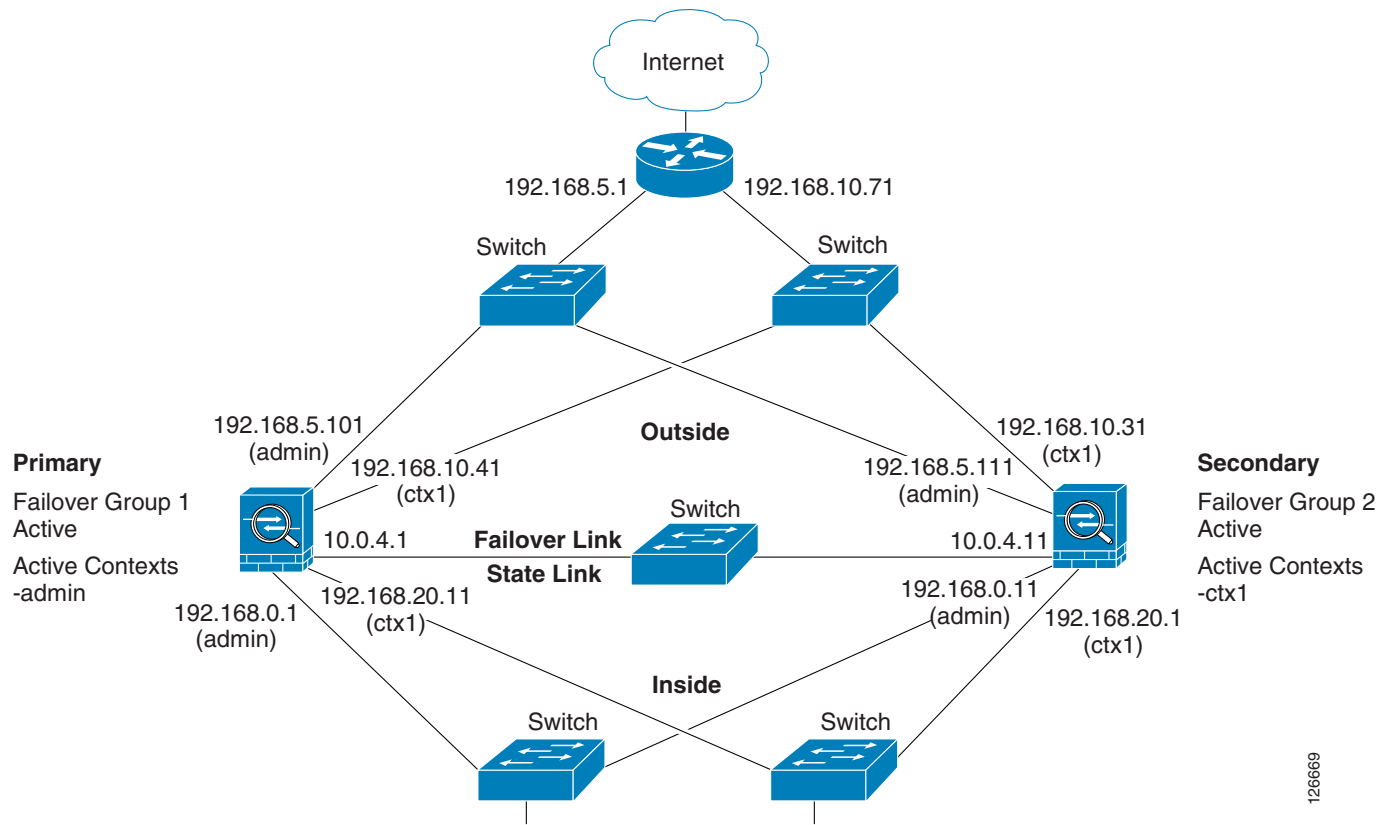 Internet
192.168.5.1
192.168.10.71
Switch
Switch
192.168.5.101
(admin)
Outside
192.168.10.31
(ctx1)
Primary
192.168.10.41
(ctx1)
192.168.5.111
(admin)
Secondary
Failover Group 1
Active
Switch
Failover Group 2
Active
10.0.4.1
Failover Link
10.0.4.11
Active Contexts
-admin
State Link
Active Contexts
-ctx1
192.168.0.1
(admin)
192.168.20.11
(ctx1)
192.168.0.11
(admin)
192.168.20.1
(ctx1)
Inside
Switch
Switch
126669